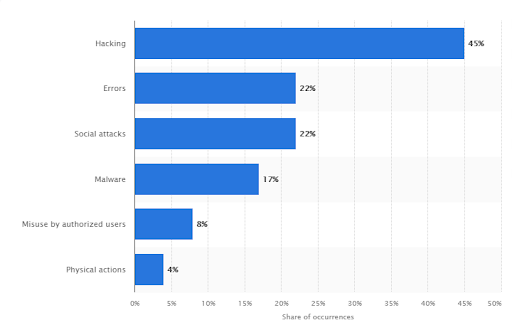 Hacking 45%
Errors 22%
Social attacks 22%
Malware 17%
Misuse by authorized users 8%
Physical actions 4%
0% 5% 10% 15% 20% 25% 30% 35% 40% 45% 50%
Share of occurrences